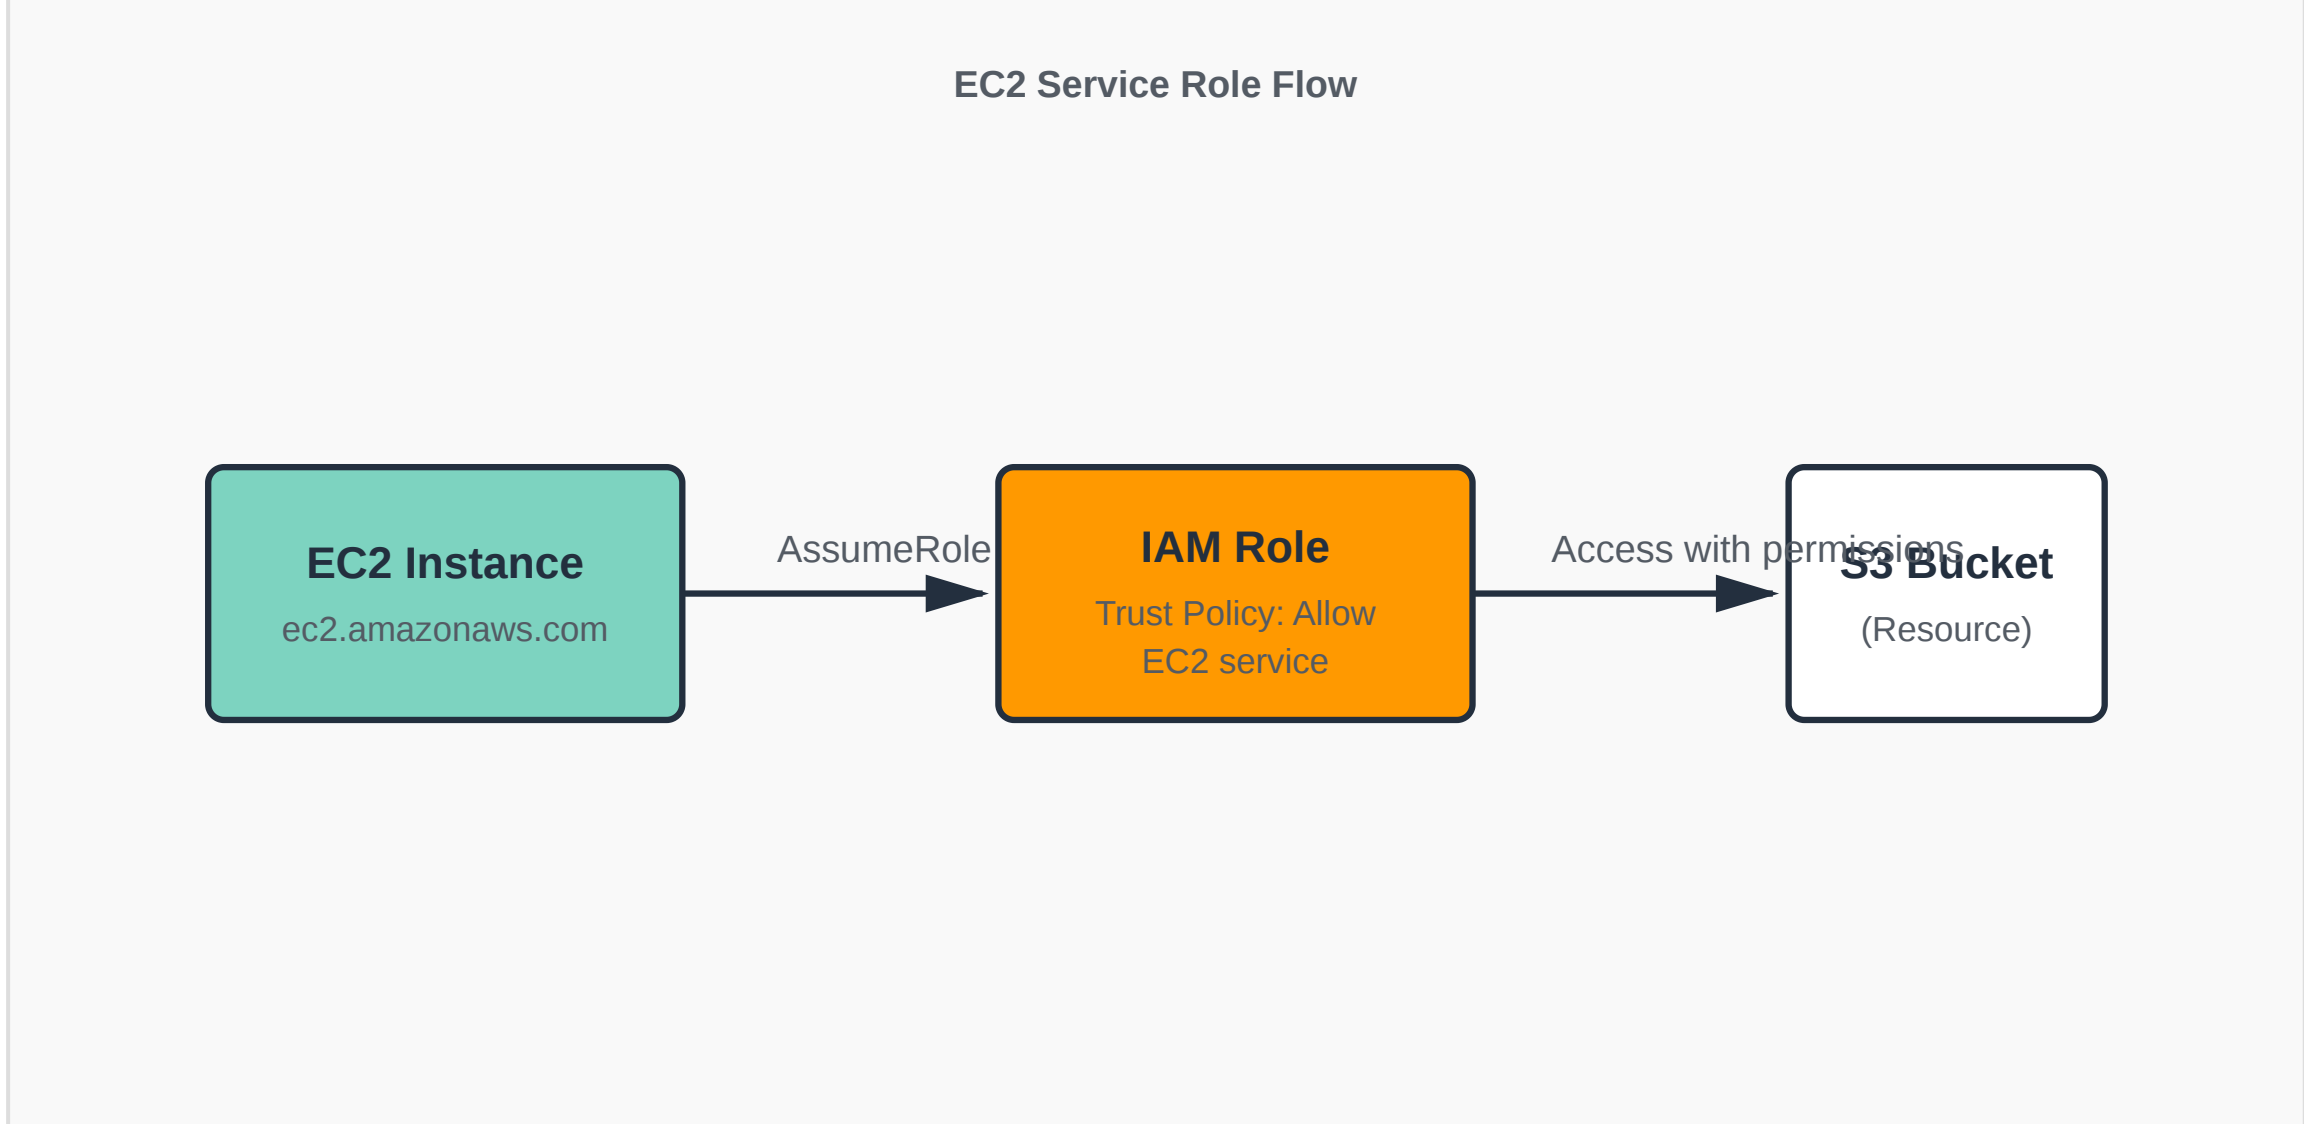 EC2 Service Role Flow
EC2 Instance
ec2.amazonaws.com
AssumeRole
IAM Role
Trust Policy: Allow
EC2 service
Access with permissions
S3 Bucket
(Resource)